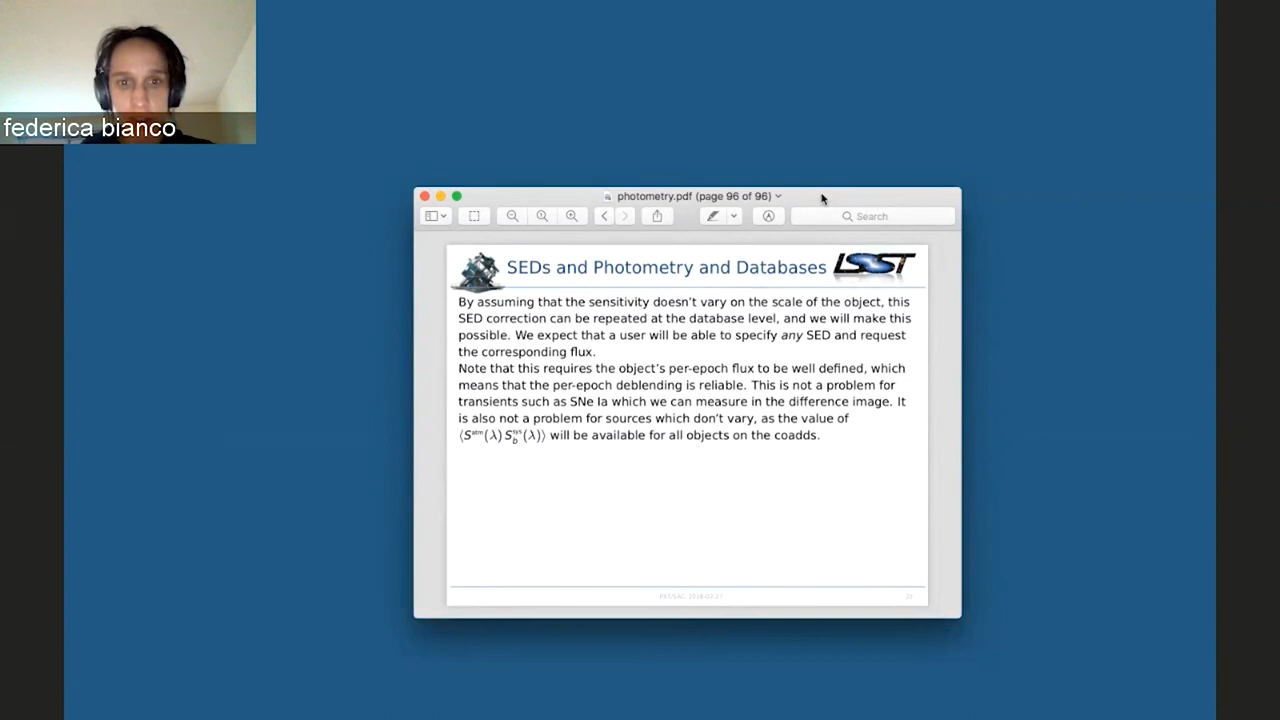 federica bianco
photometry.pdf (page 96 of 96)
Search
SEDs and Photometry and Databases
LSST
By assuming that the sensitivity doesn't vary on the scale of the object, this
SED correction can be repeated at the database level, and we will make this
possible. We expect that a user will be able to specify any SED and request
the corresponding flux.
Note that this requires the object's per-epoch flux to be well defined, which
means that the per-epoch deblending is reliable. This is not a problem for
transients such as SNe Ia which we can measure in the difference image. It
is also not a problem for sources which don't vary, as the value of
⟨Sᵃᵗᵐ(λ) S_b^sys(λ)⟩ will be available for all objects on the coadds.